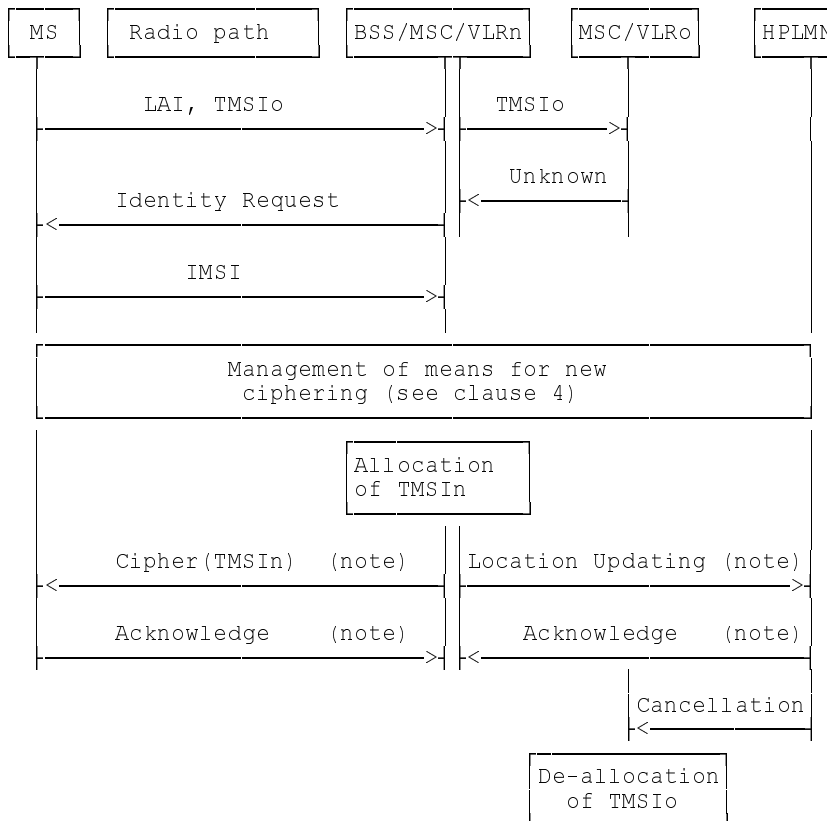 MS Radio path BSS/MSC/VLRn MSC/VLRo HPLMN
LAI, TMSIo TMSIo
Unknown
Identity Request
IMSI
Management of means for new
ciphering (see clause 4)
Allocation
of TMSIn
Cipher(TMSIn) (note) Location Updating (note)
Acknowledge (note) Acknowledge (note)
Cancellation
De-allocation
of TMSIo